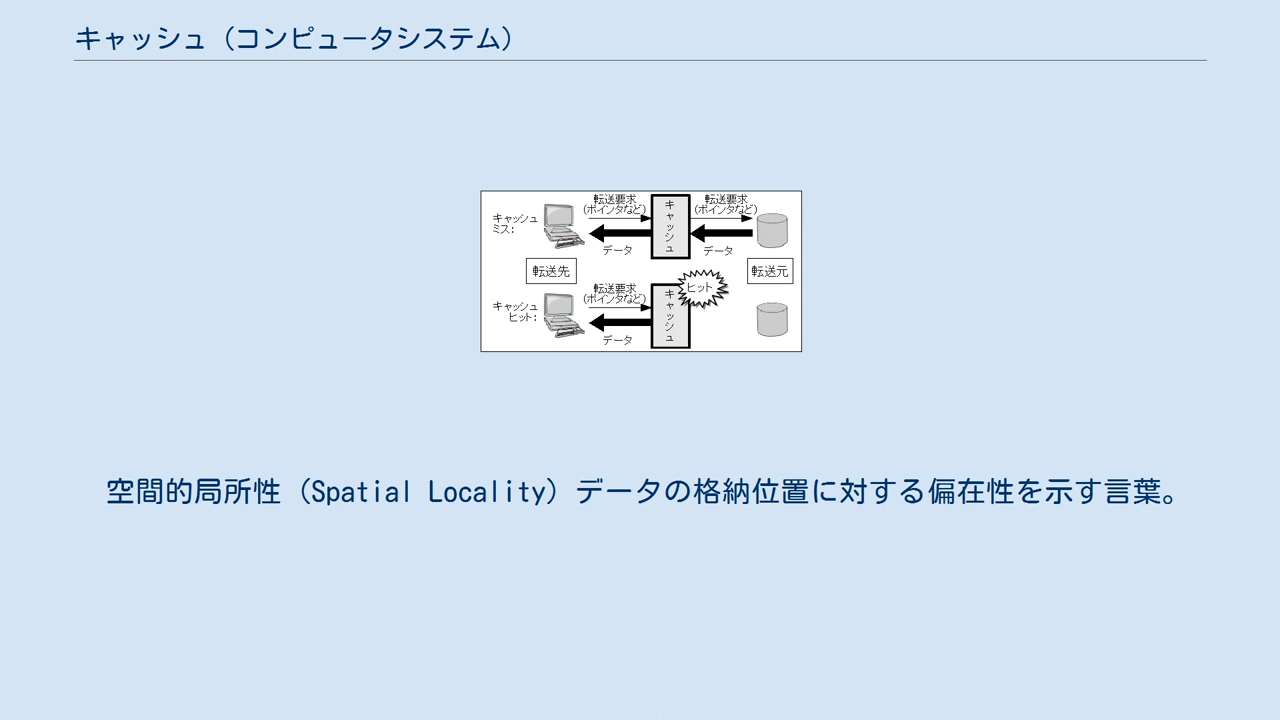 キャッシュ（コンピュータシステム）
転送要求
(ポインタなど)
転送要求
(ポインタなど)
キャッシュ
ミス:
キャッシュ
データ
データ
転送先
転送元
転送要求
(ポインタなど)
ヒット
キャッシュ
ヒット:
キャッシュ
データ
空間的局所性（Spatial Locality）データの格納位置に対する偏在性を示す言葉。